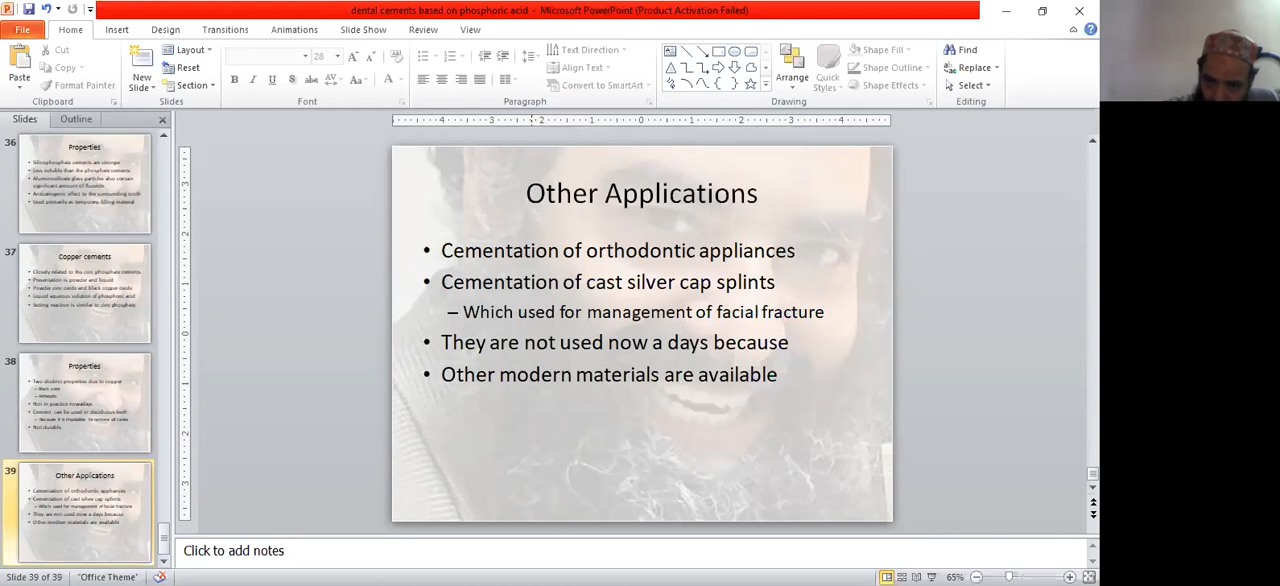 dental cements based on phosphoric acid - Microsoft PowerPoint (Product Activation Failed)
File Home Insert Design Transitions Animations Slide Show Review View
Paste
Cut
Copy
Format Painter
Clipboard
New Slide
Layout
Reset
Section
Slides
28
B I U S abc AV Aa A
Font
Text Direction
Align Text
Convert to SmartArt
Paragraph
Arrange
Quick Styles
Shape Fill
Shape Outline
Shape Effects
Drawing
Find
Replace
Select
Editing
Slides Outline
36
Properties
• Silicophosphate cements are stronger
• Less soluble than the phosphate cements
• Aluminosilicate glass particles also contain
significant amount of fluoride
• Anticariogenic effect to the surrounding tooth
• Used primarily as temporary filling material
37
Copper cements
• Closely related to the zinc phosphate cements
• Presentation is powder and liquid
• Powder zinc oxide and black copper oxide
• Liquid aqueous solution of phosphoric acid
• Setting reaction is similar to zinc phosphate
38
Properties
• Two distinct properties due to copper
– Black color
• Not in practice nowadays
• Cement can be used in deciduous teeth
– Because it is impossible to remove all caries
• Not durable
39
Other Applications
• Cementation of orthodontic appliances
• Cementation of cast silver cap splints
– Which used for management of facial fracture
• They are not used now a days because
• Other modern materials are available
Other Applications
• Cementation of orthodontic appliances
• Cementation of cast silver cap splints
– Which used for management of facial fracture
• They are not used now a days because
• Other modern materials are available
Click to add notes
Slide 39 of 39 "Office Theme" 65%